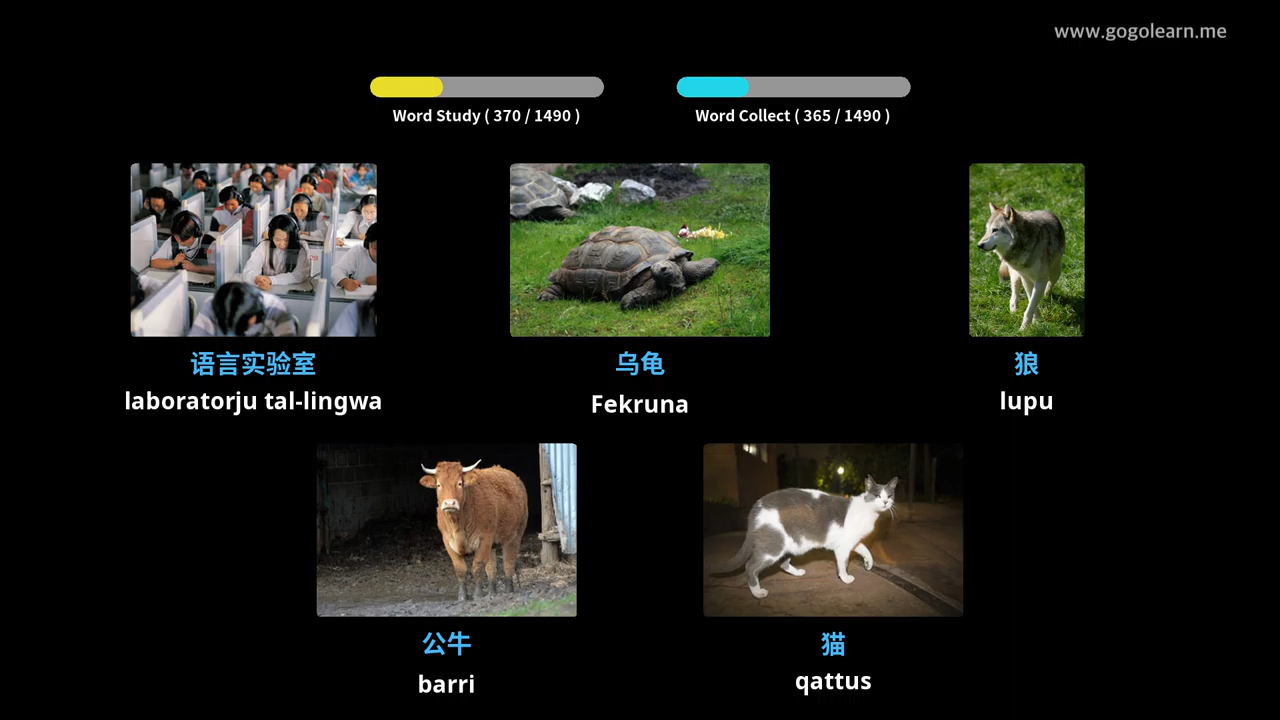 www.gogolearn.me
Word Study ( 370 / 1490 )
Word Collect ( 365 / 1490 )
语言实验室
laboratorju tal-lingwa
乌龟
Fekruna
狼
lupu
公牛
barri
猫
qattus